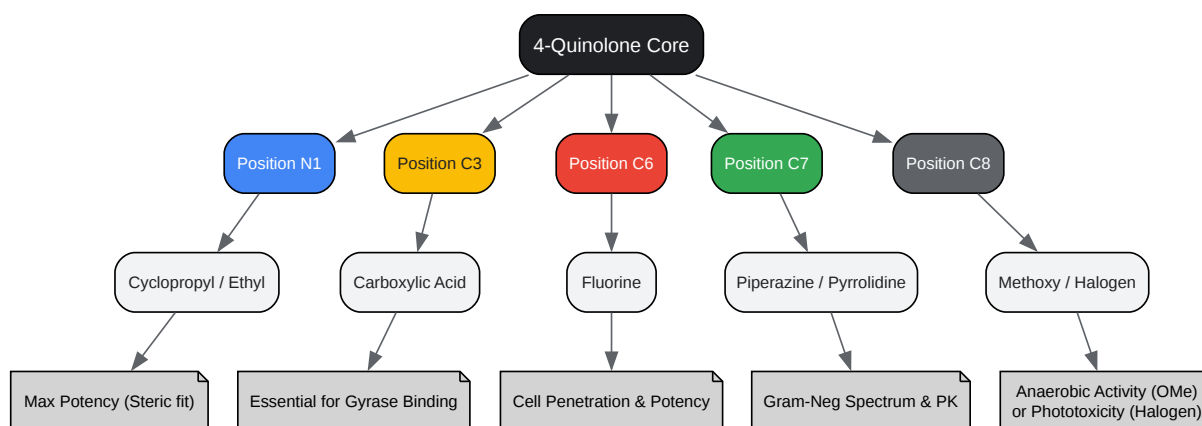 4-Quinolone Core
Position N1
Position C3
Position C6
Position C7
Position C8
Cyclopropyl / Ethyl
Carboxylic Acid
Fluorine
Piperazine / Pyrrolidine
Methoxy / Halogen
Max Potency (Steric fit)
Essential for Gyrase Binding
Cell Penetration & Potency
Gram-Neg Spectrum & PK
Anaerobic Activity (OMe)
or Phototoxicity (Halogen)